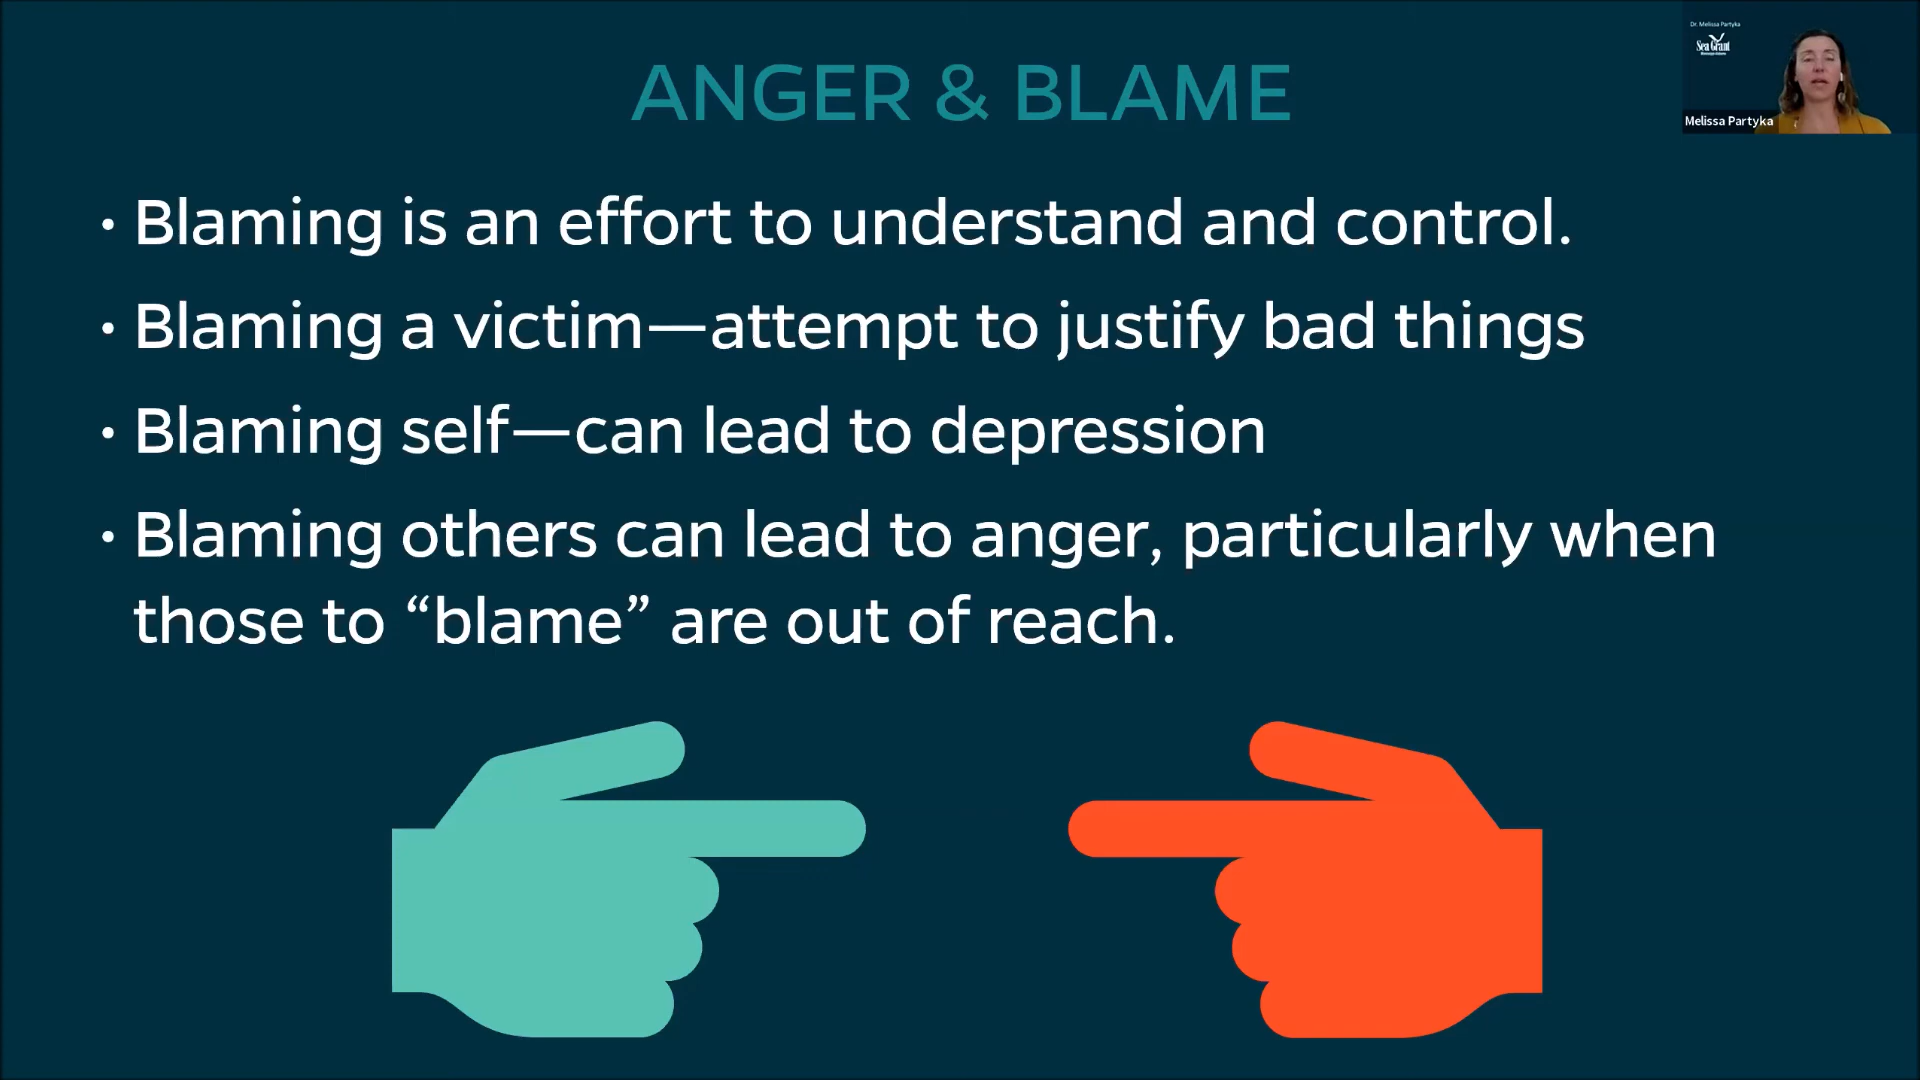 Dr. Melissa Partyka
Sea Grant
Melissa Partyka
ANGER & BLAME
• Blaming is an effort to understand and control.
• Blaming a victim—attempt to justify bad things
• Blaming self—can lead to depression
• Blaming others can lead to anger, particularly when
those to “blame” are out of reach.